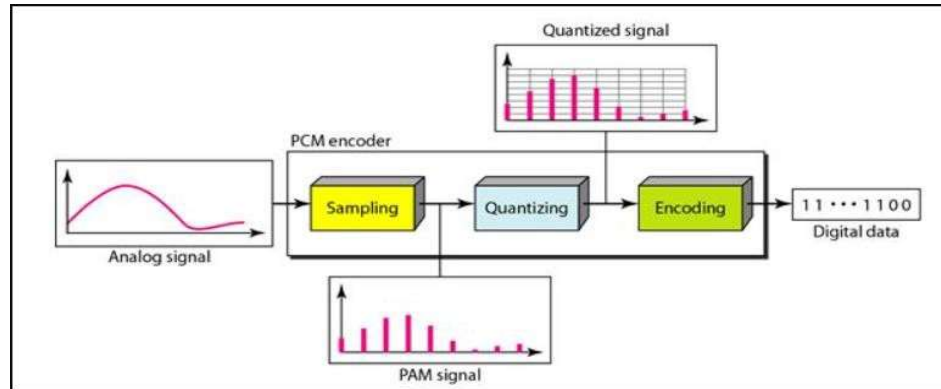 Quantized signal
PCM encoder
Sampling
Quantizing
Encoding
11 • • • 1100
Digital data
Analog signal
PAM signal